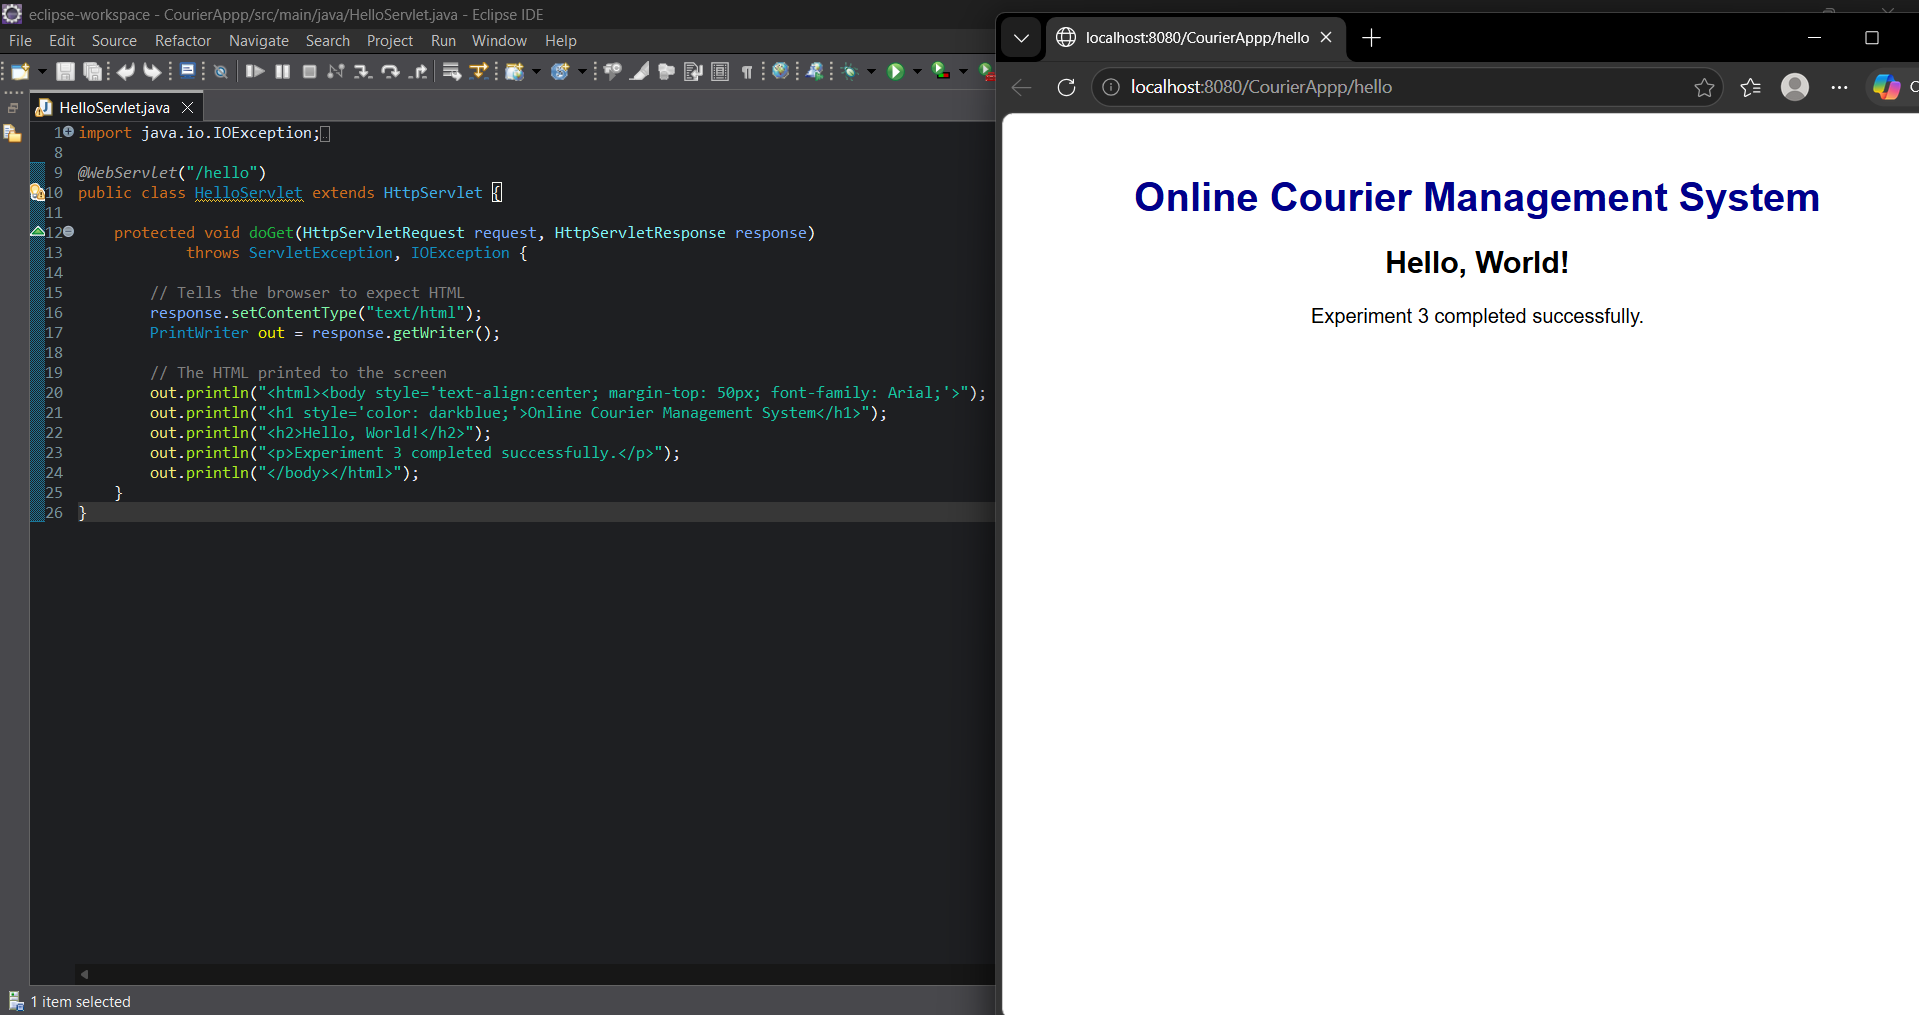 eclipse-workspace - CourierAppp/src/main/java/HelloServlet.java - Eclipse IDE
File Edit Source Refactor Navigate Search Project Run Window Help
HelloServlet.java
1 import java.io.IOException;
8
9 @WebServlet("/hello")
10 public class HelloServlet extends HttpServlet {
11
12 protected void doGet(HttpServletRequest request, HttpServletResponse response)
13 throws ServletException, IOException {
14
15 // Tells the browser to expect HTML
16 response.setContentType("text/html");
17 PrintWriter out = response.getWriter();
18
19 // The HTML printed to the screen
20 out.println("<html><body style='text-align:center; margin-top: 50px; font-family: Arial;'>");
21 out.println("<h1 style='color: darkblue;'>Online Courier Management System</h1>");
22 out.println("<h2>Hello, World!</h2>");
23 out.println("<p>Experiment 3 completed successfully.</p>");
24 out.println("</body></html>");
25 }
26 }
1 item selected
localhost:8080/CourierAppp/hello
localhost:8080/CourierAppp/hello
Online Courier Management System
Hello, World!
Experiment 3 completed successfully.